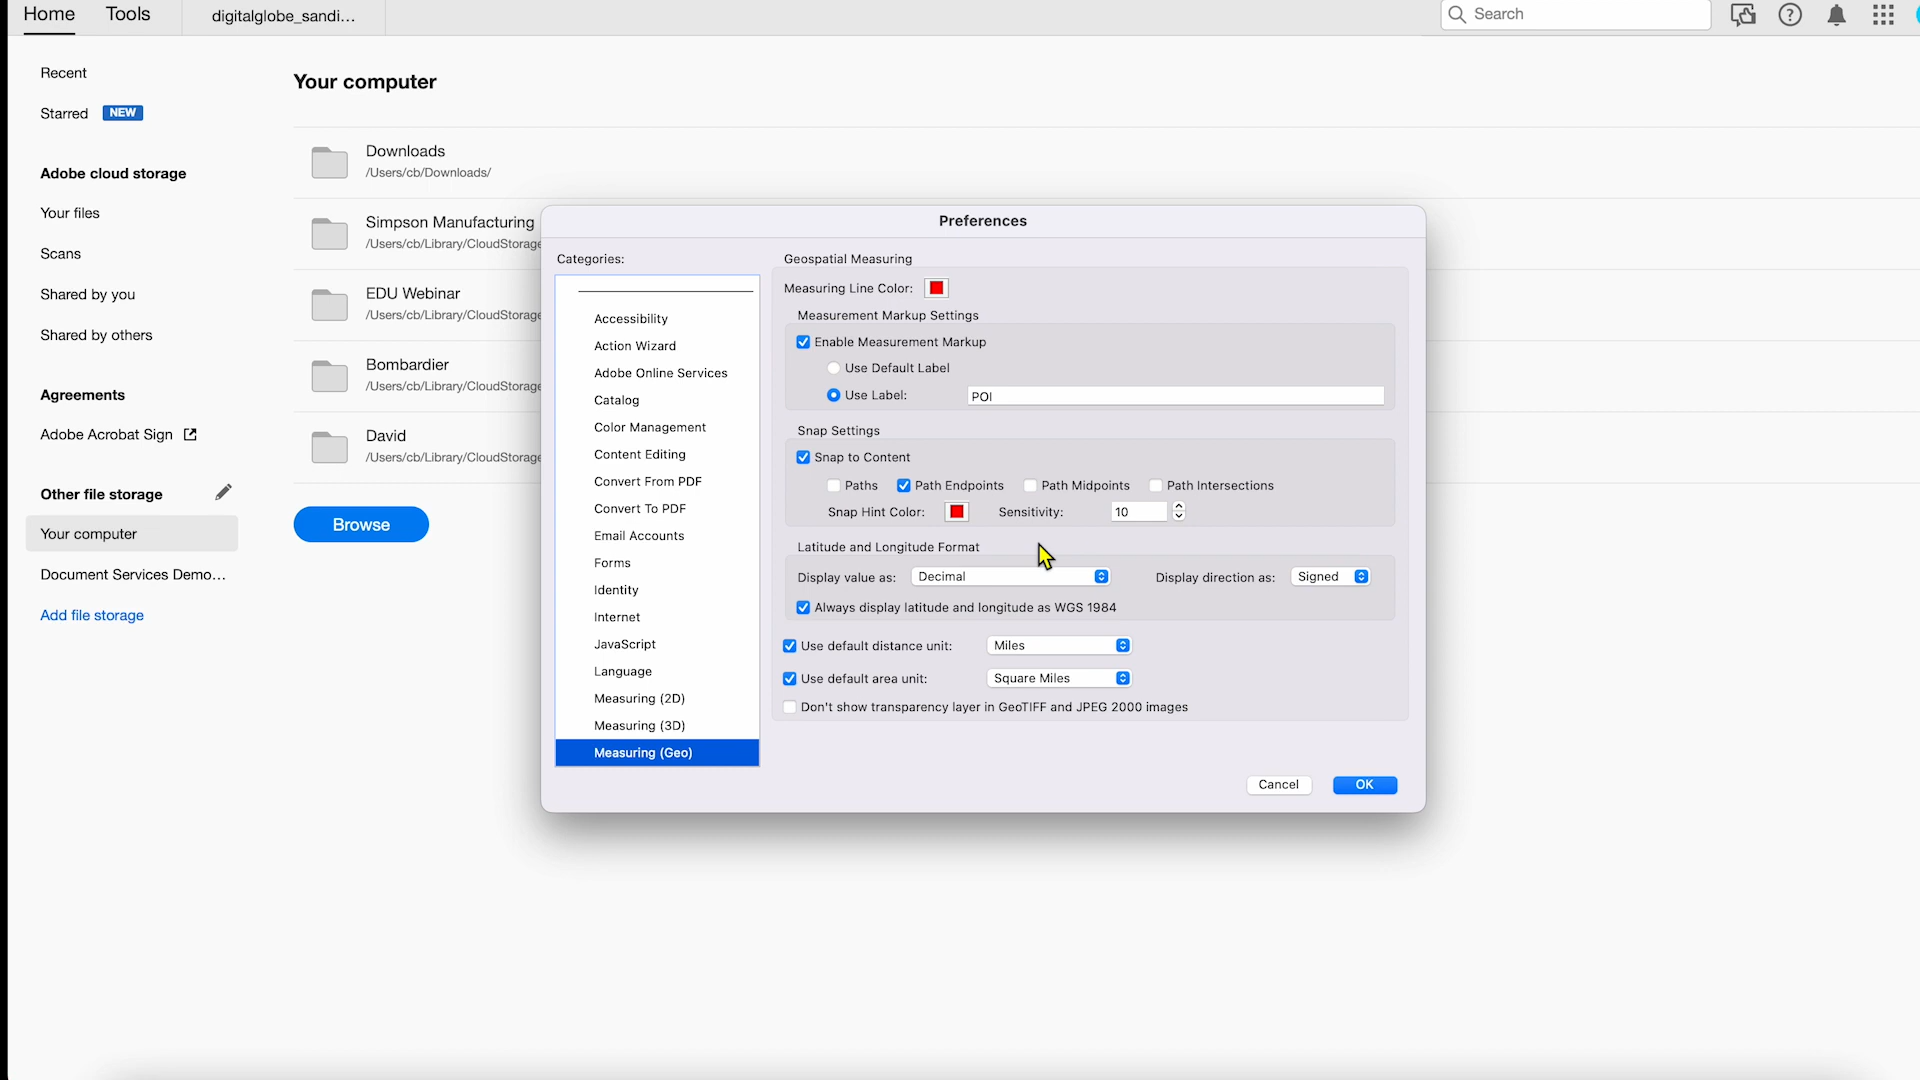 Home
Tools
digitalglobe_sandi...
Search
Recent
Starred NEW
Adobe cloud storage
Your files
Scans
Shared by you
Shared by others
Agreements
Adobe Acrobat Sign
Other file storage
Your computer
Document Services Demo...
Add file storage
Your computer
Downloads
/Users/cb/Downloads/
Simpson Manufacturing
/Users/cb/Library/CloudStorage
EDU Webinar
/Users/cb/Library/CloudStorage
Bombardier
/Users/cb/Library/CloudStorage
David
/Users/cb/Library/CloudStorage
Browse
Preferences
Categories:
Accessibility
Action Wizard
Adobe Online Services
Catalog
Color Management
Content Editing
Convert From PDF
Convert To PDF
Email Accounts
Forms
Identity
Internet
JavaScript
Language
Measuring (2D)
Measuring (3D)
Measuring (Geo)
Geospatial Measuring
Measuring Line Color:
Measurement Markup Settings
Enable Measurement Markup
Use Default Label
Use Label: POI
Snap Settings
Snap to Content
Paths Path Endpoints Path Midpoints Path Intersections
Snap Hint Color: Sensitivity: 10
Latitude and Longitude Format
Display value as: Decimal Display direction as: Signed
Always display latitude and longitude as WGS 1984
Use default distance unit: Miles
Use default area unit: Square Miles
Don't show transparency layer in GeoTIFF and JPEG 2000 images
Cancel OK